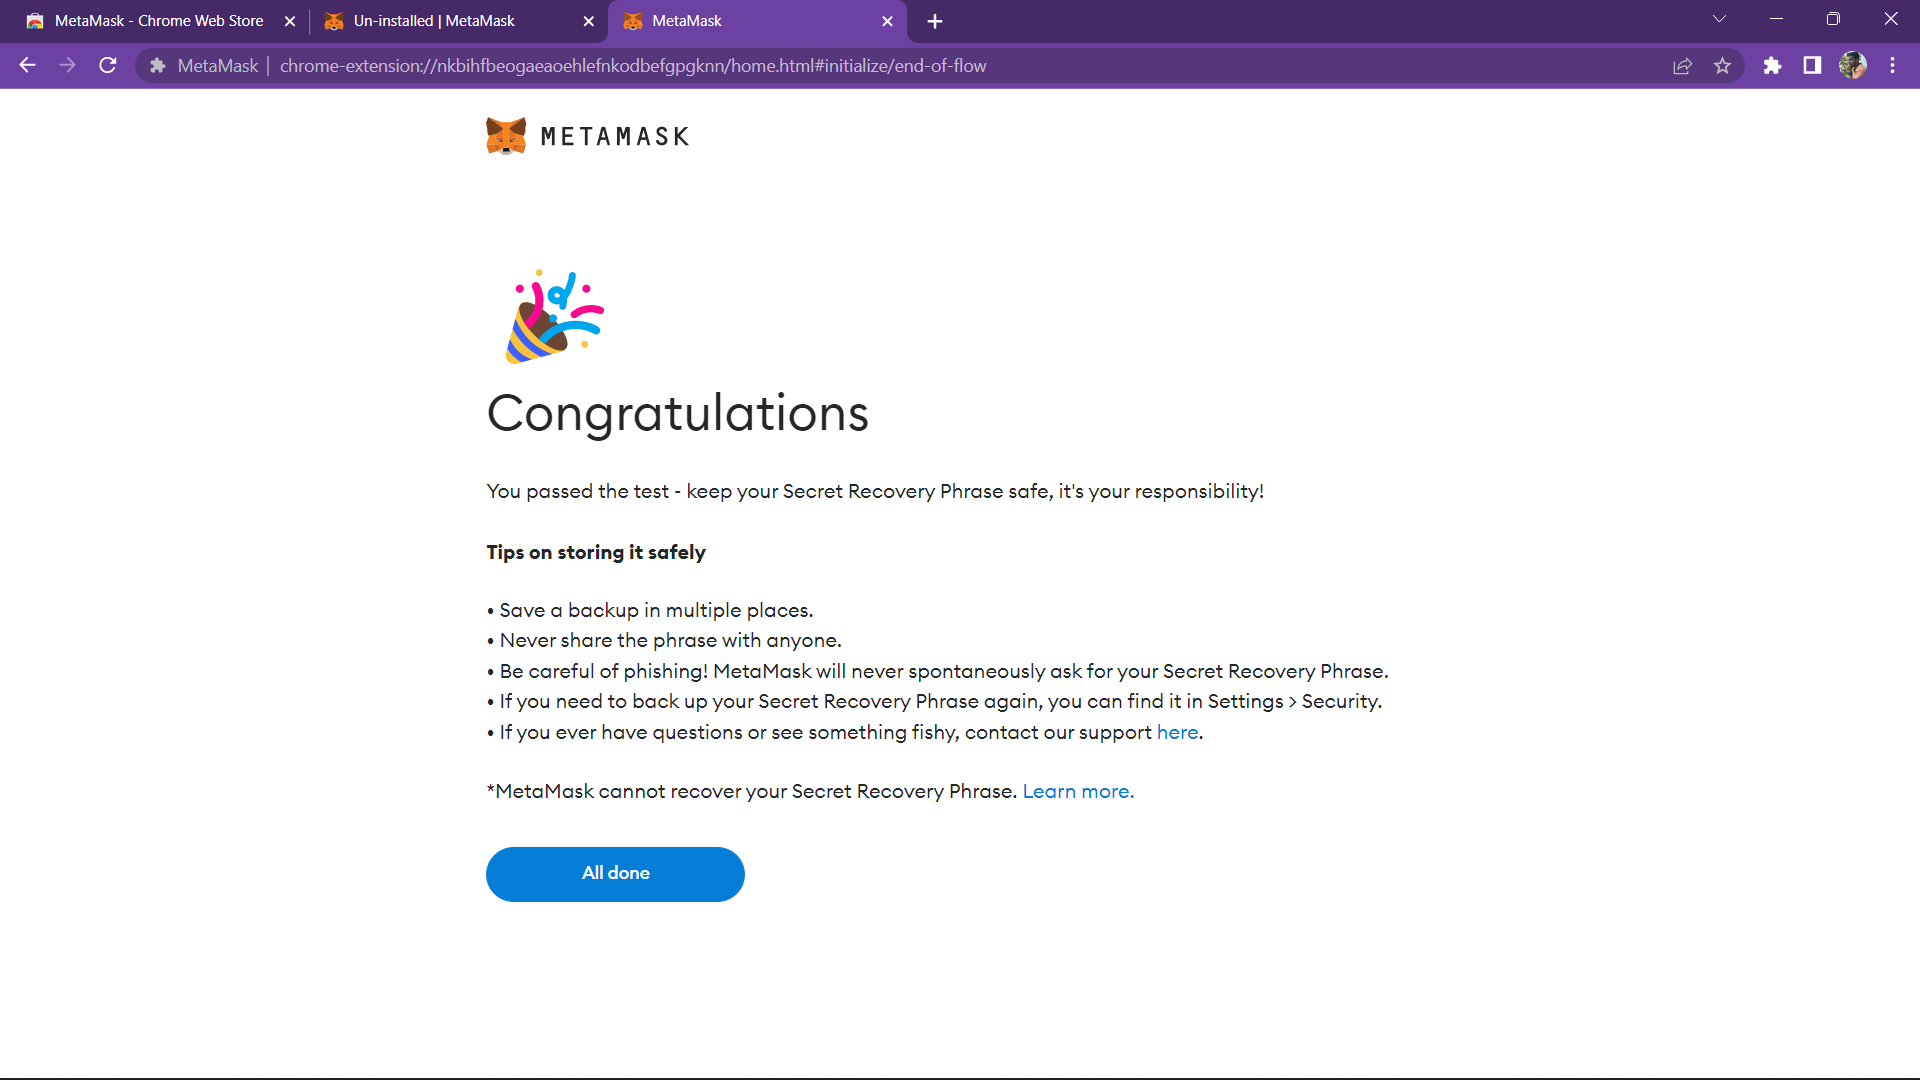 MetaMask - Chrome Web Store
Un-installed | MetaMask
MetaMask
MetaMask | chrome-extension://nkbihfbeogaeaoehlefnkodbefgpgknn/home.html#initialize/end-of-flow
METAMASK
Congratulations
You passed the test - keep your Secret Recovery Phrase safe, it's your responsibility!
Tips on storing it safely
• Save a backup in multiple places.
• Never share the phrase with anyone.
• Be careful of phishing! MetaMask will never spontaneously ask for your Secret Recovery Phrase.
• If you need to back up your Secret Recovery Phrase again, you can find it in Settings > Security.
• If you ever have questions or see something fishy, contact our support here.
*MetaMask cannot recover your Secret Recovery Phrase. Learn more.
All done